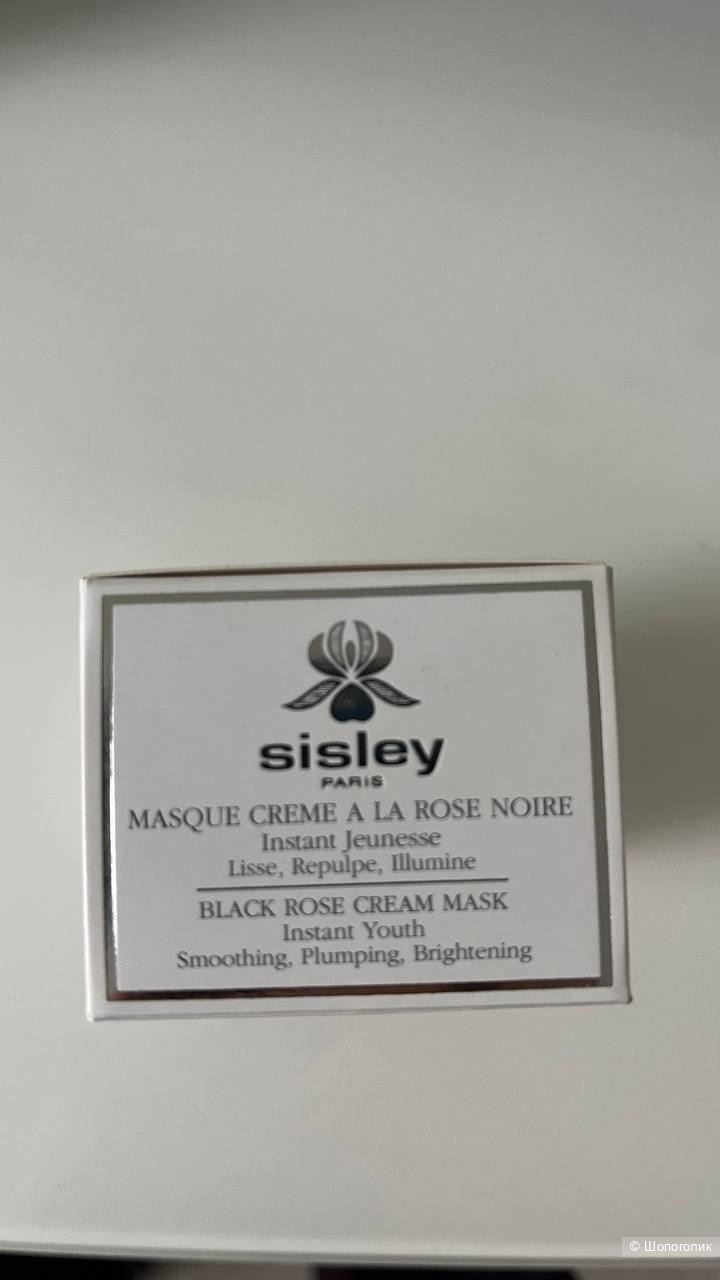 sisley
PARIS
MASQUE CREME A LA ROSE NOIRE
Instant Jeunesse
Lisse, Repulpe, Illumine
BLACK ROSE CREAM MASK
Instant Youth
Smoothing, Plumping, Brightening
© Шопоголик